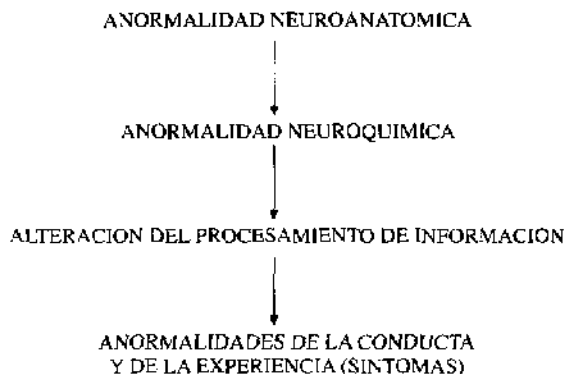 ANORMALIDAD NEUROANATOMICA
ANORMALIDAD NEUROQUIMICA
ALTERACION DEL PROCESAMIENTO DE INFORMACION
ANORMALIDADES DE LA CONDUCTA
Y DE LA EXPERIENCIA (SINTOMAS)